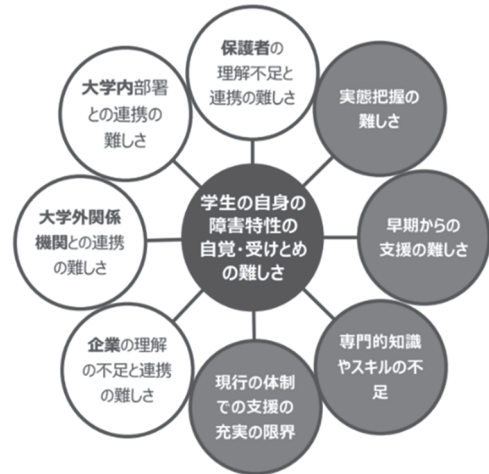 保護者の
理解不足と
連携の難しさ
実態把握の
難しさ
早期からの
支援の難しさ
専門的知識
やスキルの不
足
現行の体制
での支援の
充実の限界
企業の理解
の不足と連携
の難しさ
大学外関係
機関との連携
の難しさ
大学内部署
との連携の
難しさ
学生の自身の
障害特性の
自覚・受けとめ
の難しさ